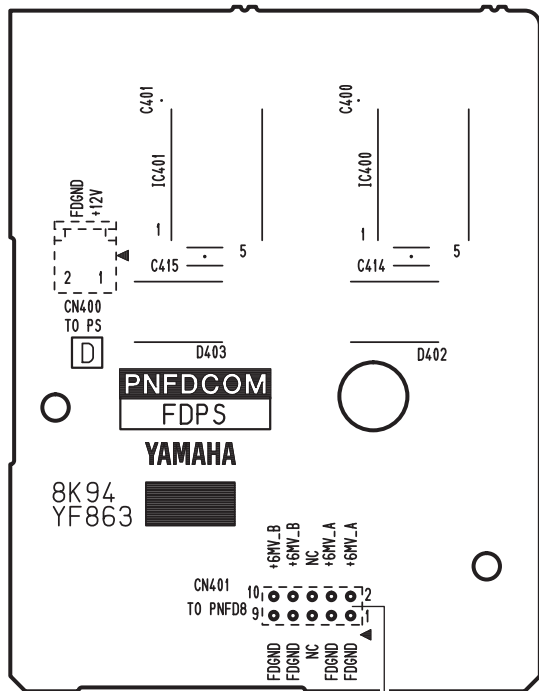 C401
C400
IC401
IC400
FDGND
+12V
1
5
1
5
C415
C414
2 1
CN400
TO PS
D
D403
D402
PNFDCOM
FDPS
YAMAHA
8K94
YF863
+6MV_B
+6MV_B
NC
+6MV_A
+6MV_A
CN401
TO PNFD8
10
2
9
1
FDGND
FDGND
NC
FDGND
FDGND